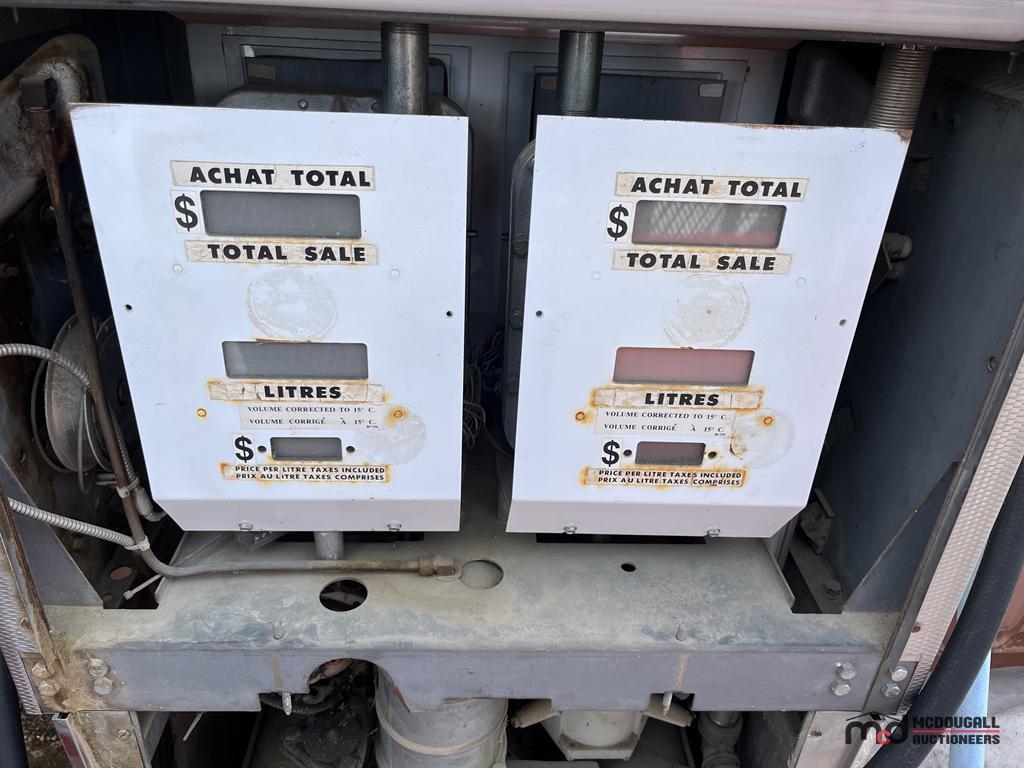 ACHAT TOTAL
$
TOTAL SALE
LITRES
VOLUME CORRECTED TO 15° C.
VOLUME CORRIGÉ À 15° C.
$
PRICE PER LITRE TAXES INCLUDED
PRIX AU LITRE TAXES COMPRISES
ACHAT TOTAL
$
TOTAL SALE
LITRES
VOLUME CORRECTED TO 15° C.
VOLUME CORRIGÉ À 15° C.
$
PRICE PER LITRE TAXES INCLUDED
PRIX AU LITRE TAXES COMPRISES
mcd MCDOUGALL
AUCTIONEERS